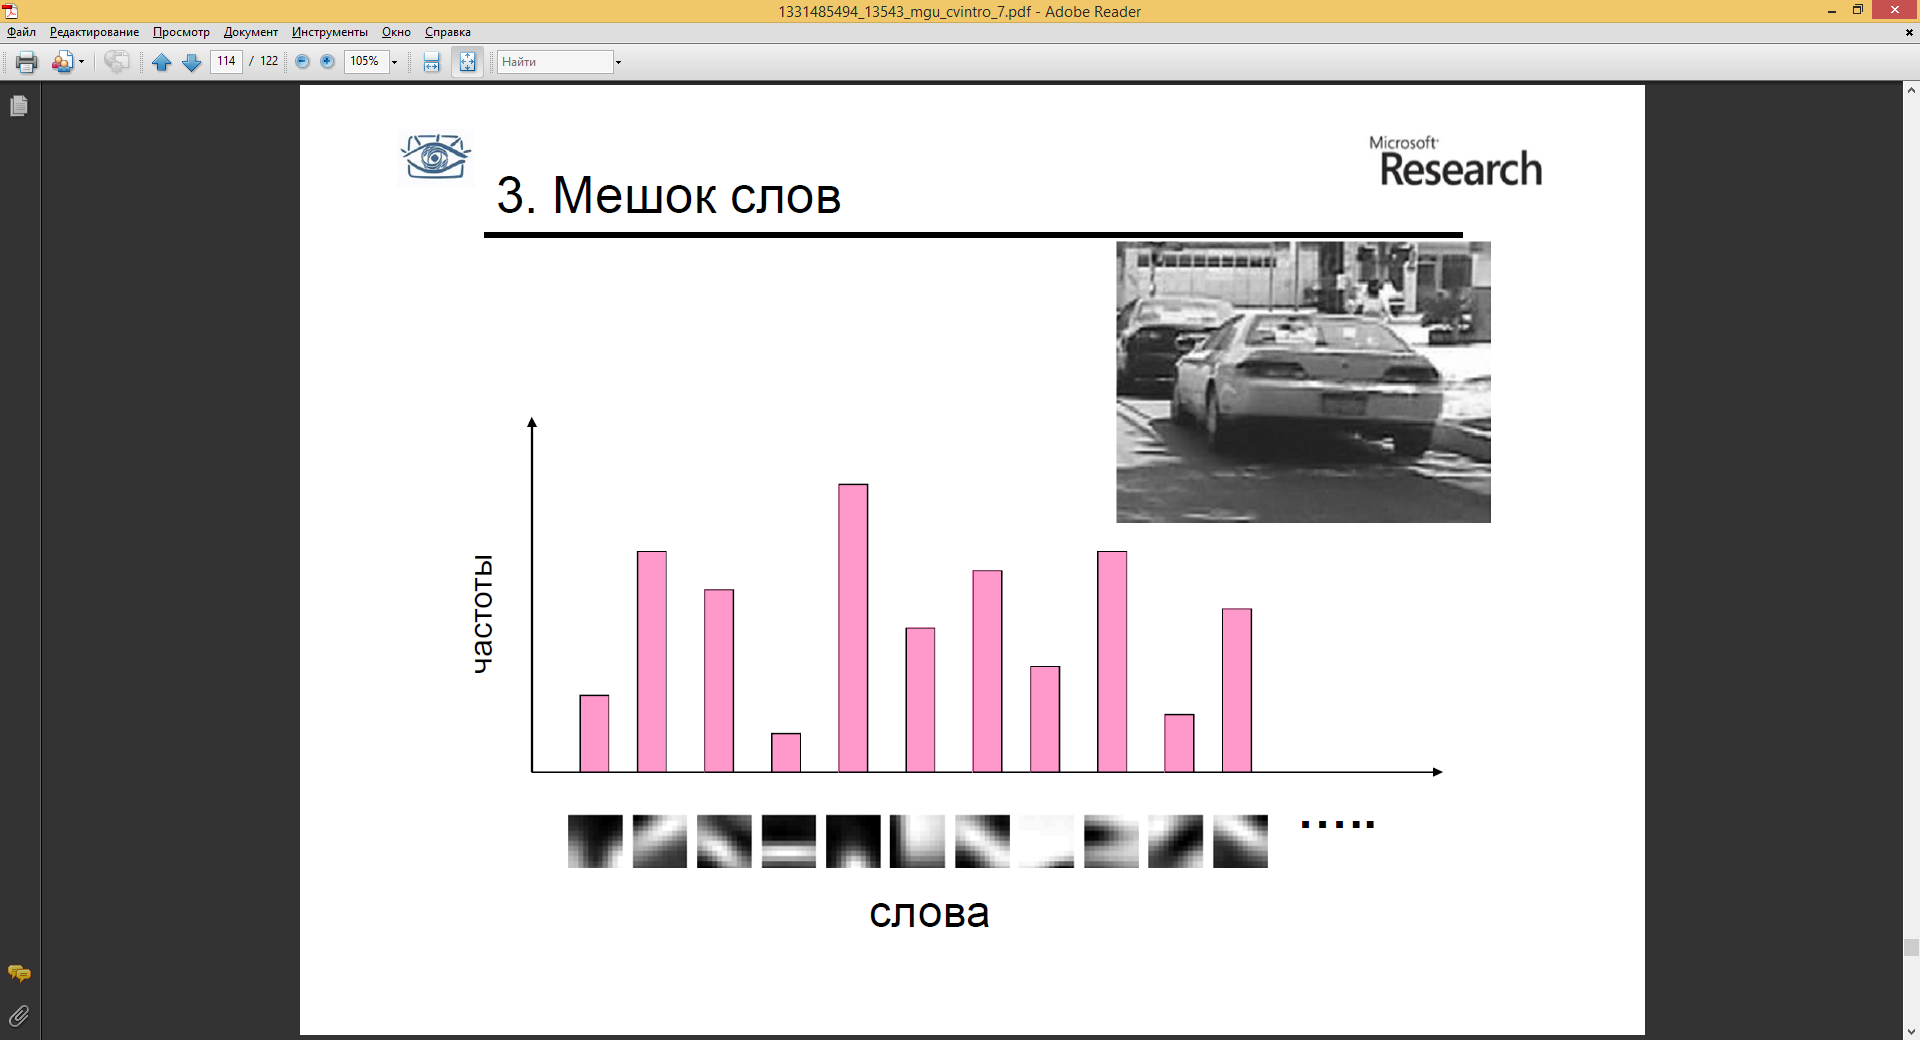 1331485494_13543_mgu_cvintro_7.pdf - Adobe Reader
Файл Редактирование Просмотр Документ Инструменты Окно Справка
114 / 122 105% Найти
Microsoft
Research
3. Мешок слов
частоты
.....
слова